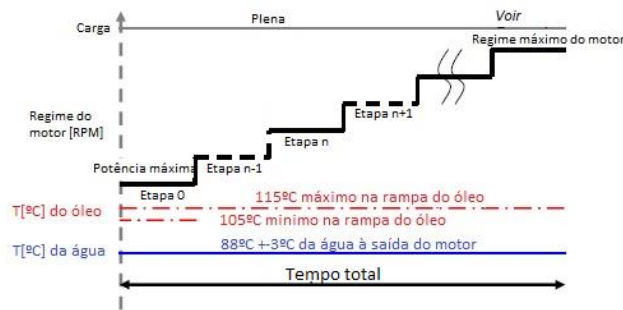 Voir
Carga
Plena
Regime máximo do motor
Regime do
motor [RPM]
Etapa n+1
Etapa n
Potência máxima
Etapa n-1
Etapa 0
115ºC máximo na rampa do óleo
T[ºC] do óleo
105ºC minimo na rampa do óleo
T[ºC] da água
88ºC +-3ºC da água à saída do motor
Tempo total